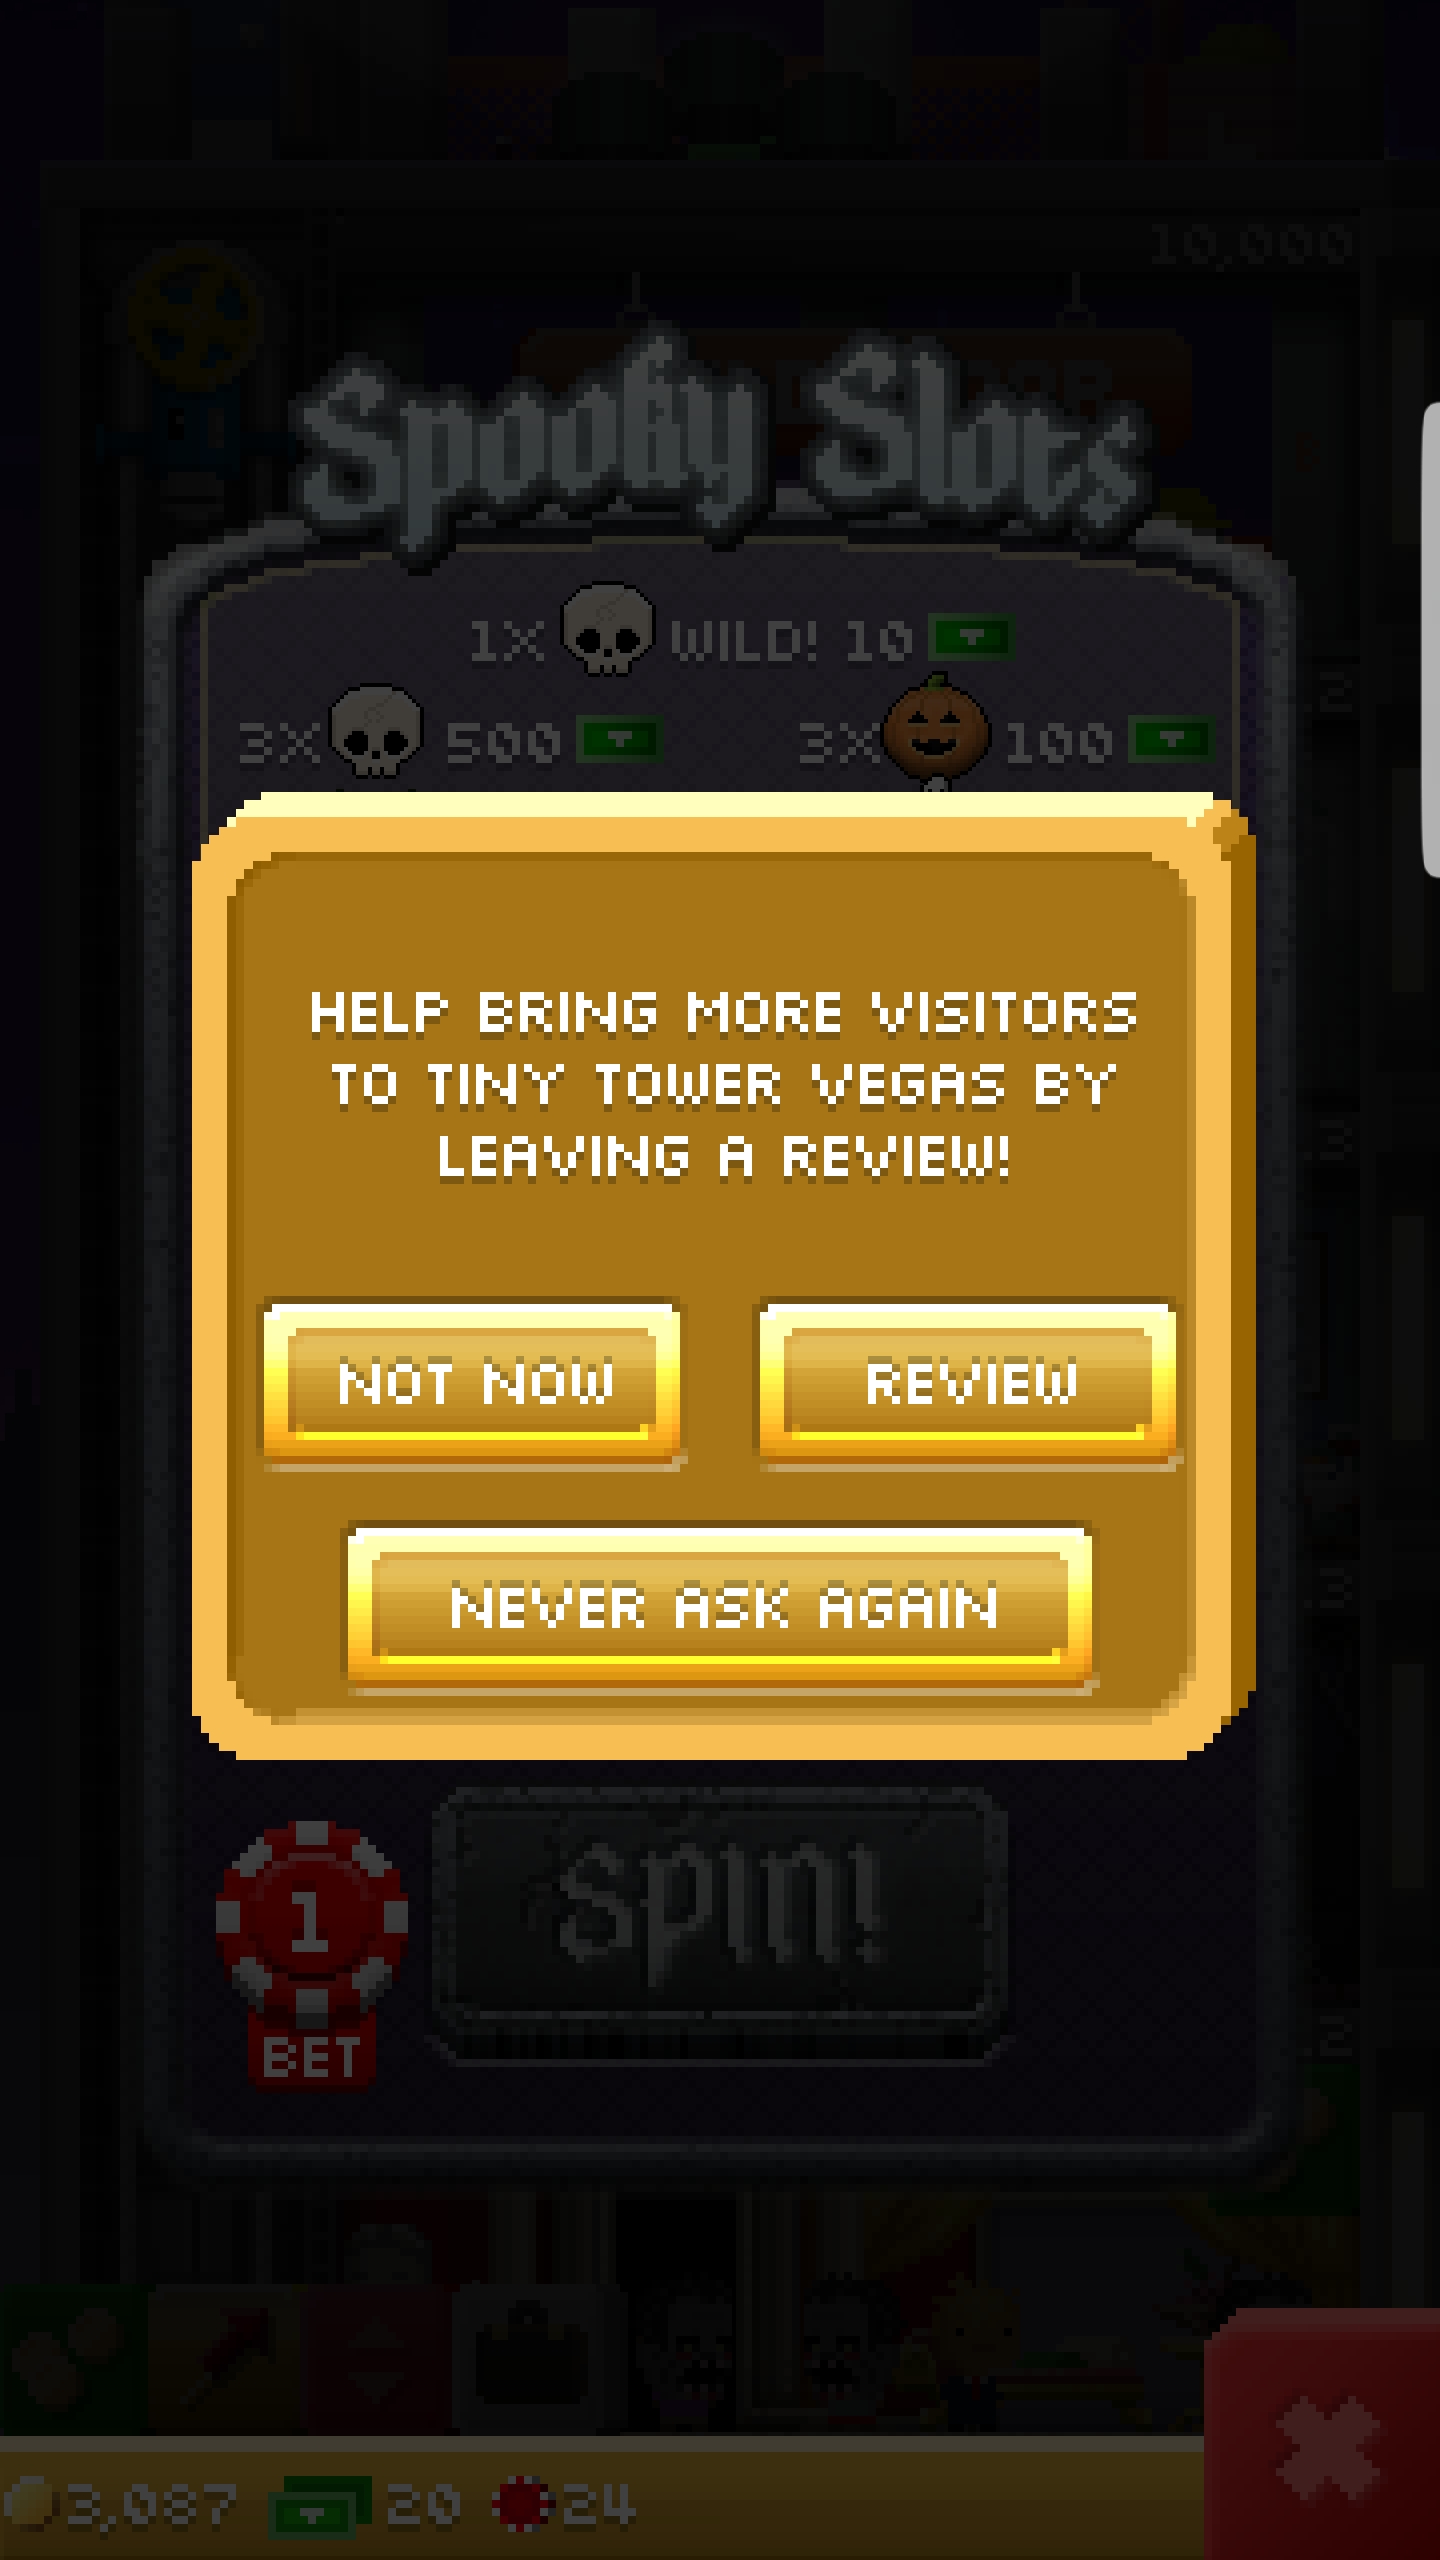 10,000
Spooky Slots
1X WILD! 10
3X 500 3X 100
HELP BRING MORE VISITORS
TO TINY TOWER VEGAS BY
LEAVING A REVIEW!
NOT NOW REVIEW
NEVER ASK AGAIN
1 SPIN!
BET
3,087 20 24